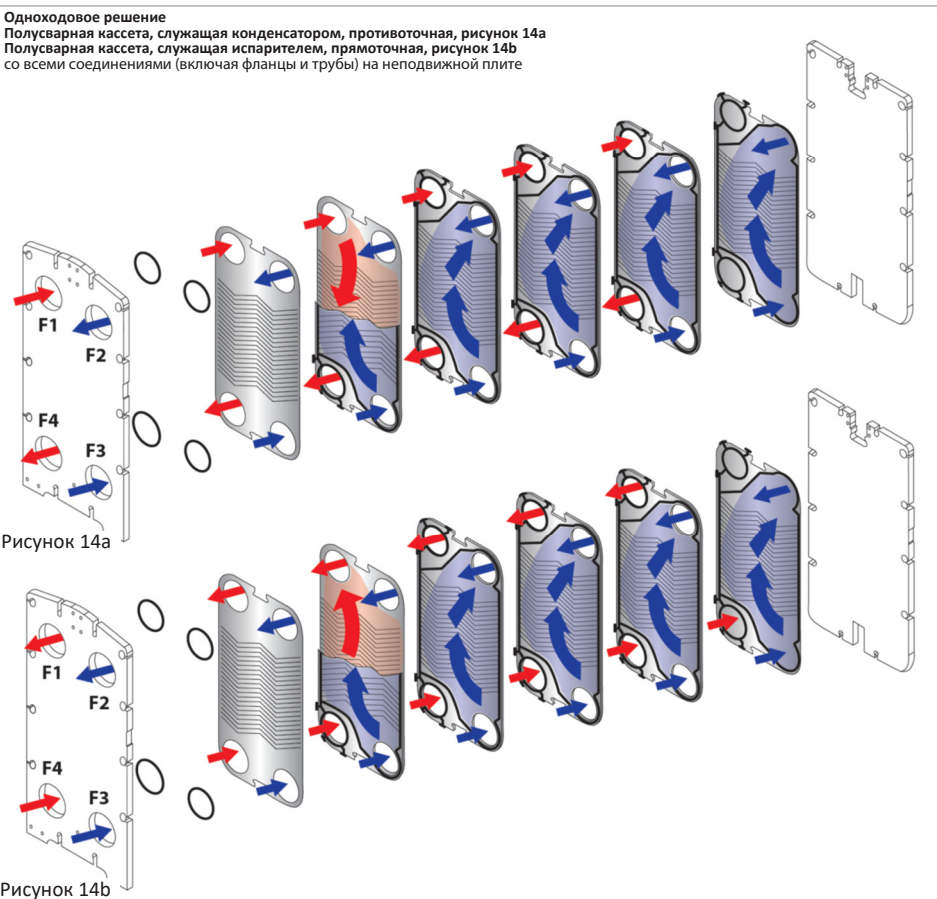 Одноходовое решение
Полусварная кассета, служащая конденсатором, противоточная, рисунок 14a
Полусварная кассета, служащая испарителем, прямоточная, рисунок 14b
со всеми соединениями (включая фланцы и трубы) на неподвижной плите
F1
F2
F4
F3
Рисунок 14a
F1
F2
F4
F3
Рисунок 14b